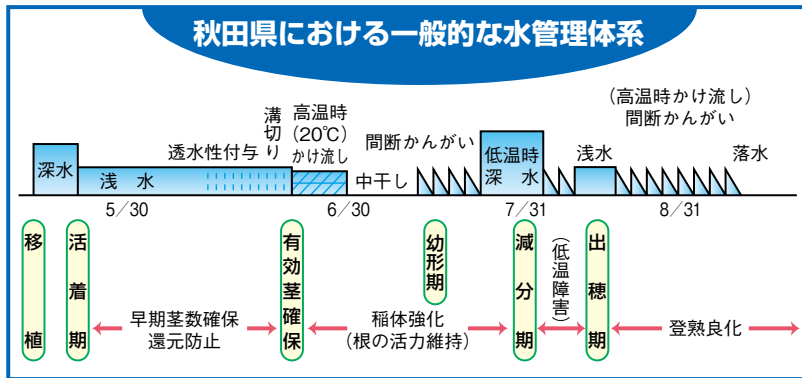 秋田県における一般的な水管理体系
深水
浅水
透水性付与
溝切り
高温時
(20℃)
かけ流し
中干し
間断かんがい
低温時
深水
浅水
(高温時かけ流し)
間断かんがい
落水
5/30
6/30
7/31
8/31
移植
活着期
有効茎確保
幼形期
減分期
(低温障害)
出穂期
早期茎数確保
還元防止
稲体強化
(根の活力維持)
登熟良化